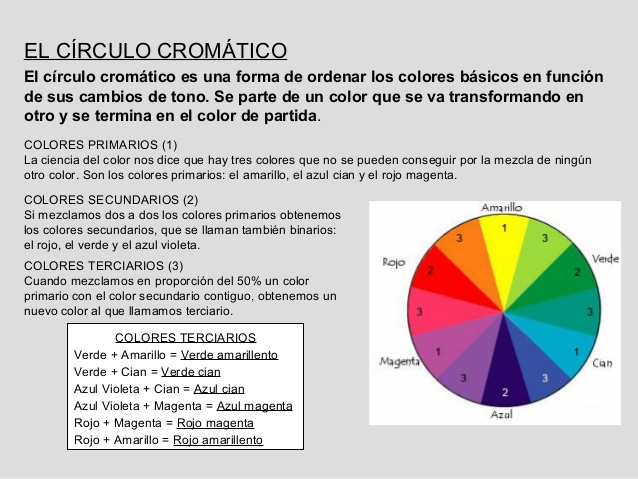 EL CÍRCULO CROMÁTICO
El círculo cromático es una forma de ordenar los colores básicos en función
de sus cambios de tono. Se parte de un color que se va transformando en
otro y se termina en el color de partida.
COLORES PRIMARIOS (1)
La ciencia del color nos dice que hay tres colores que no se pueden conseguir por la mezcla de ningún
otro color. Son los colores primarios: el amarillo, el azul cian y el rojo magenta.
COLORES SECUNDARIOS (2)
Si mezclamos dos a dos los colores primarios obtenemos
los colores secundarios, que se llaman también binarios:
el rojo, el verde y el azul violeta.
COLORES TERCIARIOS (3)
Cuando mezclamos en proporción del 50% un color
primario con el color secundario contiguo, obtenemos un
nuevo color al que llamamos terciario.
COLORES TERCIARIOS
Verde + Amarillo = Verde amarillento
Verde + Cian = Verde cian
Azul Violeta + Cian = Azul cian
Azul Violeta + Magenta = Azul magenta
Rojo + Magenta = Rojo magenta
Rojo + Amarillo = Rojo amarillento
Amarillo
3 1 3
Rojo 2 2 Verde
3 3
Magenta 1 1 Cian
3 2 3
Azul